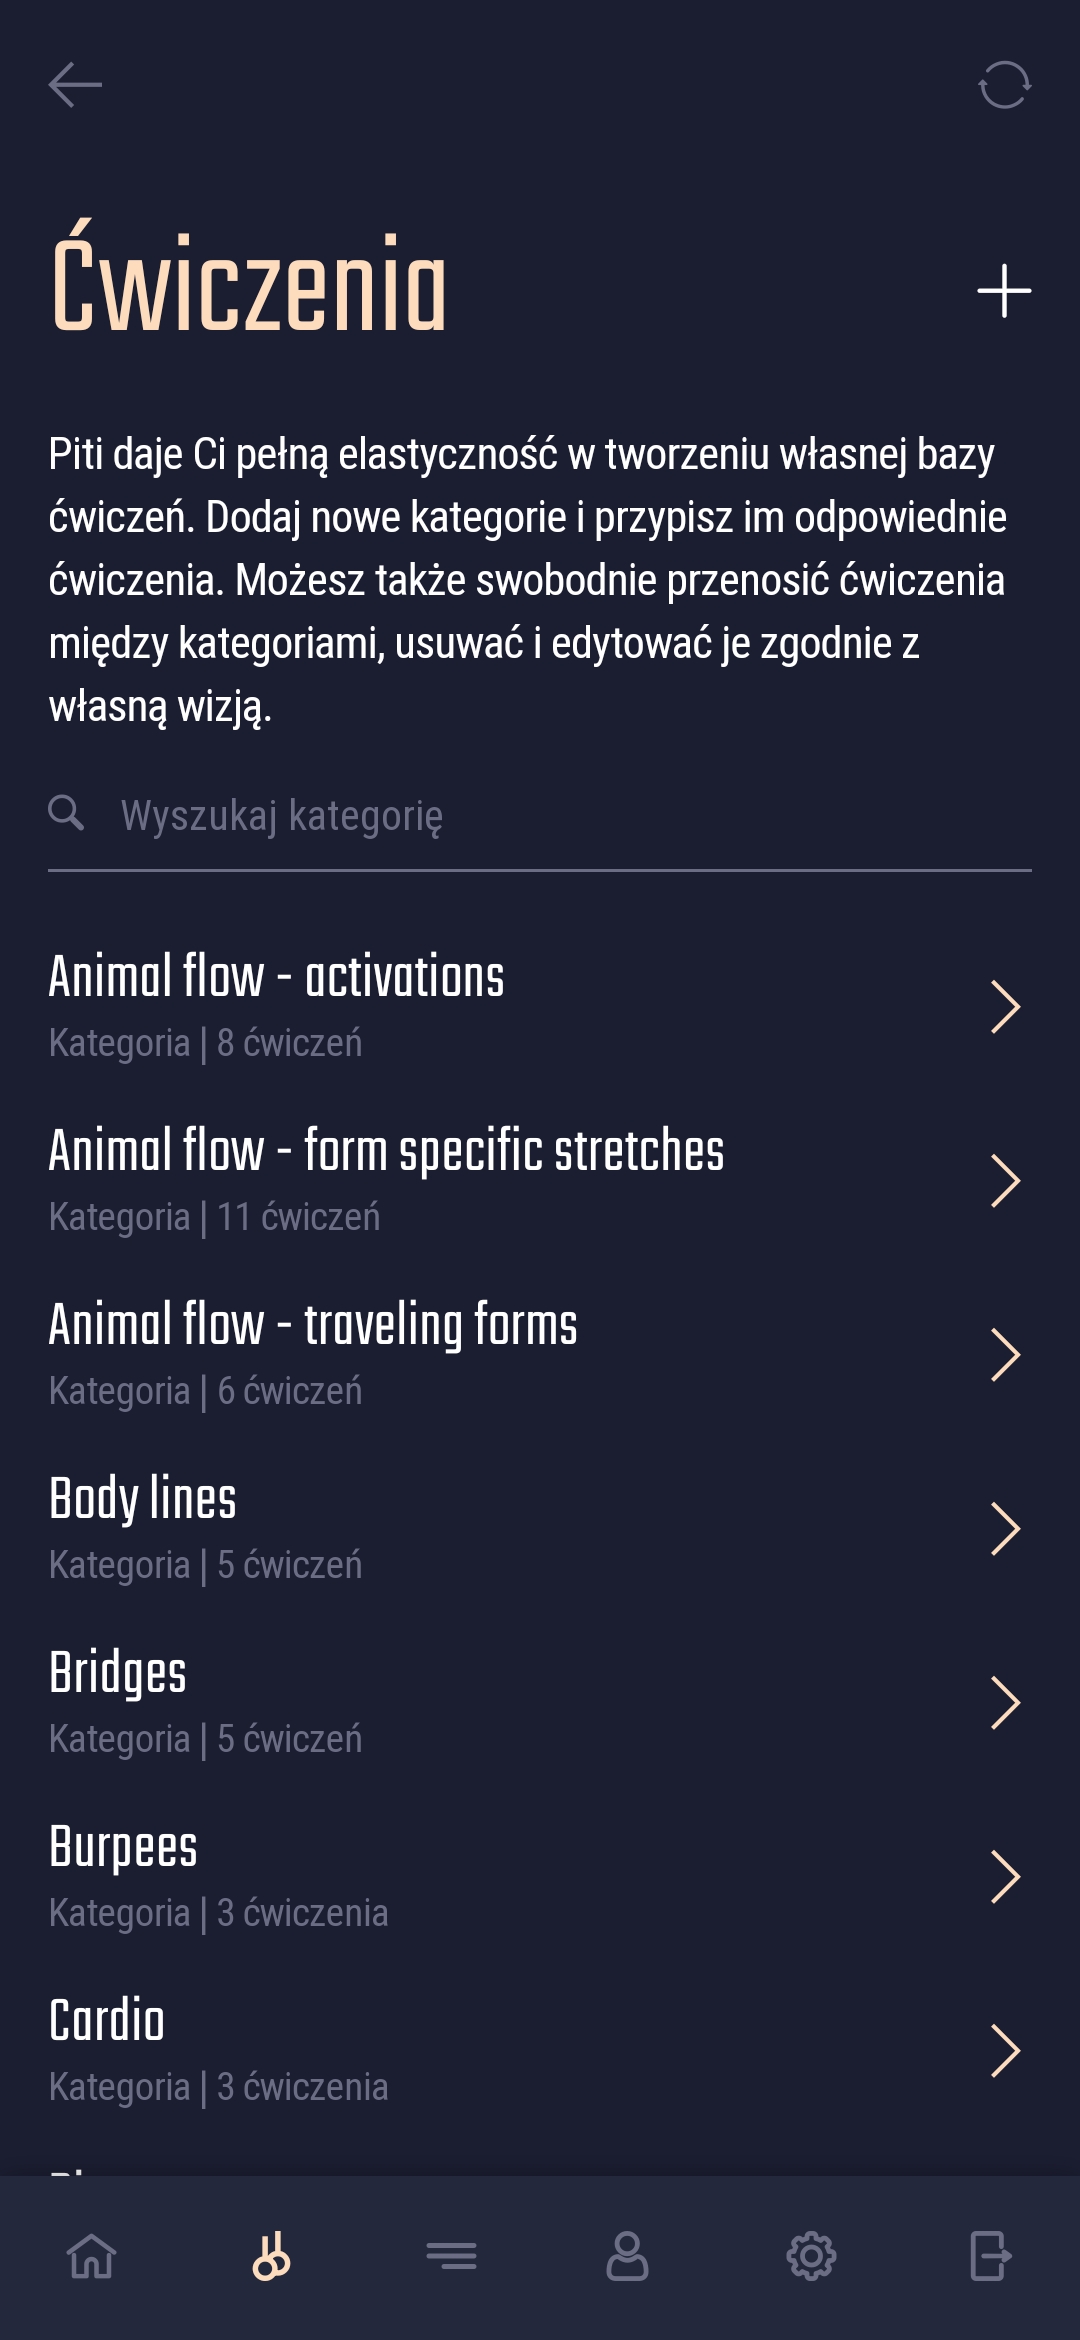 Ćwiczenia
Piti daje Ci pełną elastyczność w tworzeniu własnej bazy
ćwiczeń. Dodaj nowe kategorie i przypisz im odpowiednie
ćwiczenia. Możesz także swobodnie przenosić ćwiczenia
między kategoriami, usuwać i edytować je zgodnie z
własną wizją.
Wyszukaj kategorię
Animal flow - activations
Kategoria | 8 ćwiczeń
Animal flow - form specific stretches
Kategoria | 11 ćwiczeń
Animal flow - traveling forms
Kategoria | 6 ćwiczeń
Body lines
Kategoria | 5 ćwiczeń
Bridges
Kategoria | 5 ćwiczeń
Burpees
Kategoria | 3 ćwiczenia
Cardio
Kategoria | 3 ćwiczenia